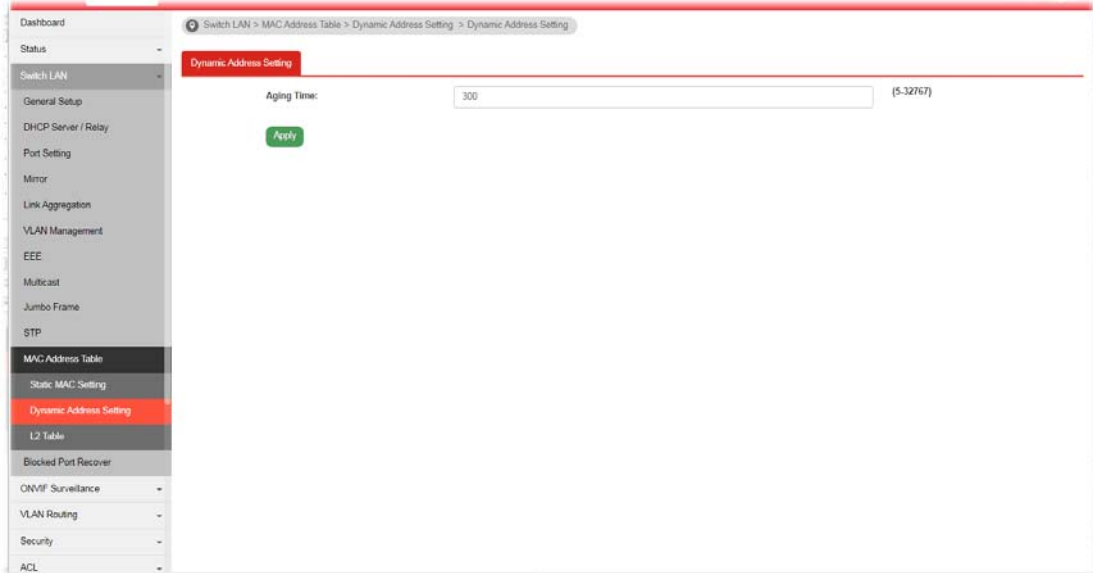 Dashboard
Switch LAN > MAC Address Table > Dynamic Address Setting > Dynamic Address Setting
Status
Dynamic Address Setting
Switch LAN
Aging Time:
300
(5-32767)
General Setup
DHCP Server / Relay
Apply
Port Setting
Mirror
Link Aggregation
VLAN Management
EEE
Multicast
Jumbo Frame
STP
MAC Address Table
Static MAC Setting
Dynamic Address Setting
L2 Table
Blocked Port Recover
ONVIF Surveillance
VLAN Routing
Security
ACL